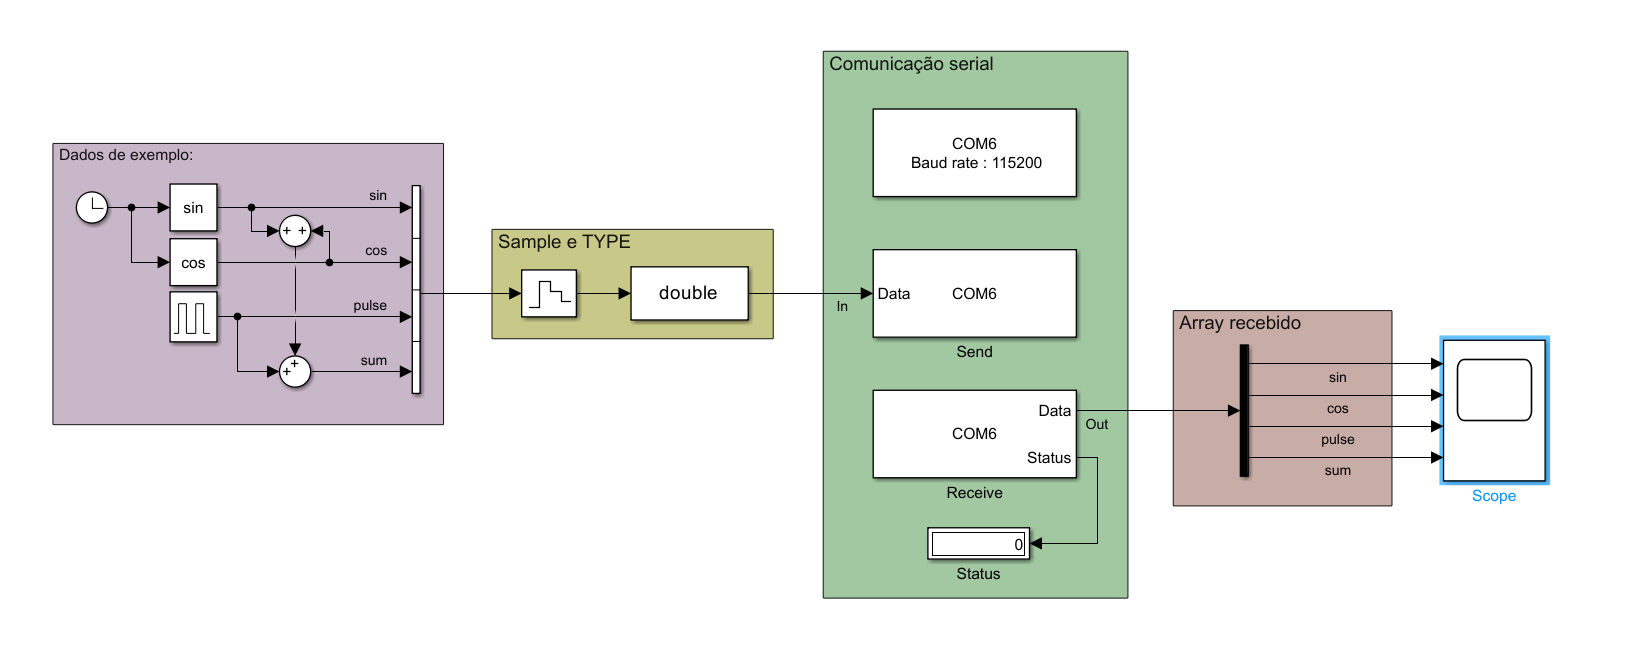 Dados de exemplo:
sin
cos
sin
cos
pulse
sum
+ +
+
+
Sample e TYPE
double
In
Comunicação serial
COM6
Baud rate : 115200
Data
COM6
Send
COM6
Data
Status
Receive
Out
0
Status
Array recebido
sin
cos
pulse
sum
Scope